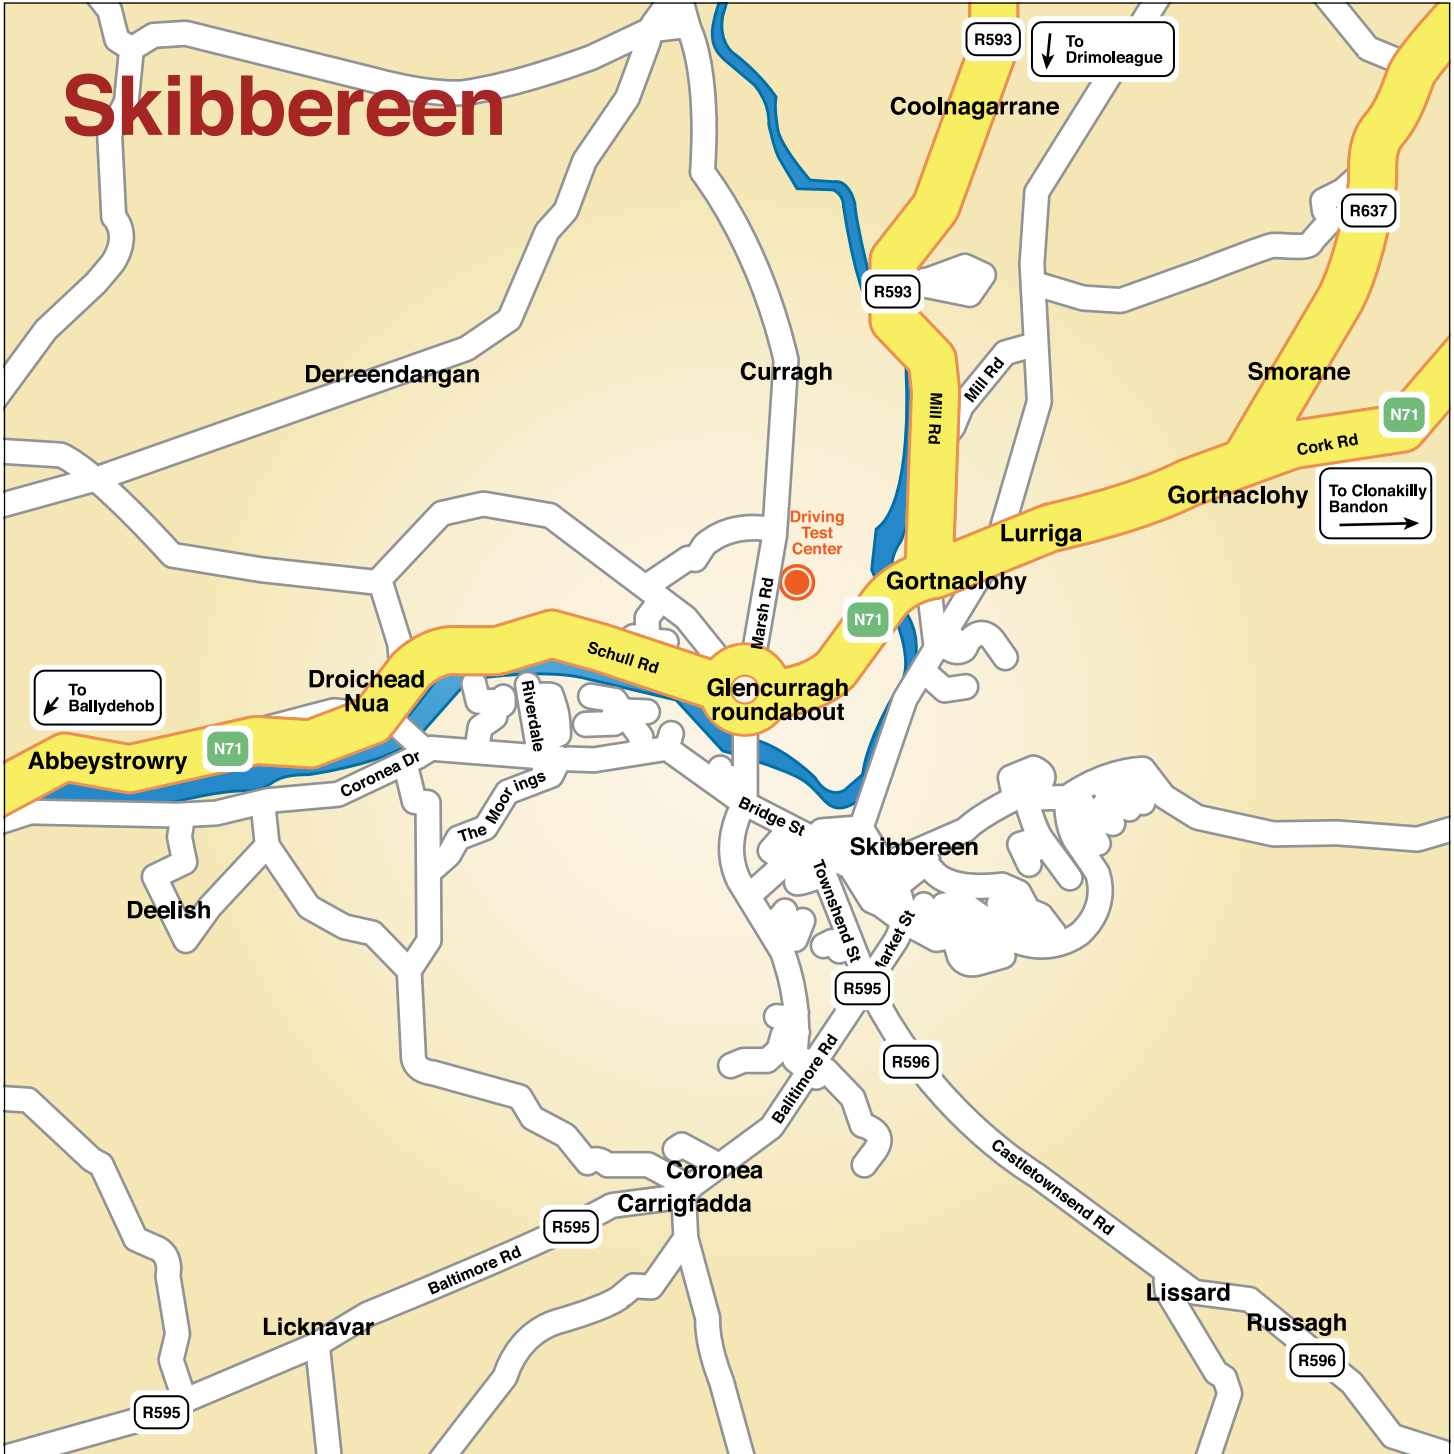 R593
To
Drimoleague
Skibbereen
Coolnagarrane
R637
R593
Derreendangan
Curragh
Mill Rd
Mill Rd
Smorane
N71
Cork Rd
To Clonakilly
Bandon
Gortnaclohy
Driving
Test
Center
Lurriga
Gortnaclohy
Marsh Rd
N71
Schull Rd
Droichead
Nua
To
Ballydehob
Glencurragh
roundabout
Riverdale
N71
Abbeystrowry
Coronea Dr
The Moor ings
Bridge St
Skibbereen
Townshend St
Market St
Deelish
R595
R596
Balitimore Rd
Castletownsend Rd
Coronea
Carrigfadda
R595
Baltimore Rd
Lissard
Licknavar
Russagh
R596
R595